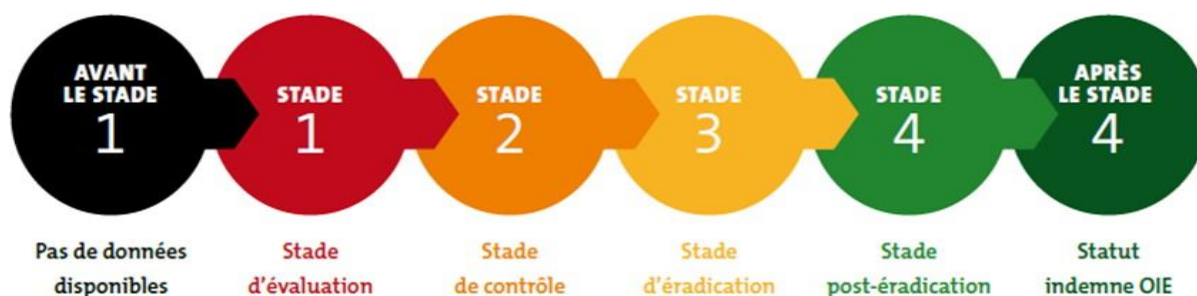 AVANT
LE STADE
1
STADE
1
STADE
2
STADE
3
STADE
4
APRÈS
LE STADE
4
Pas de données
disponibles
Stade
d'évaluation
Stade
de contrôle
Stade
d'éradication
Stade
post-éradication
Statut
indemne OIE